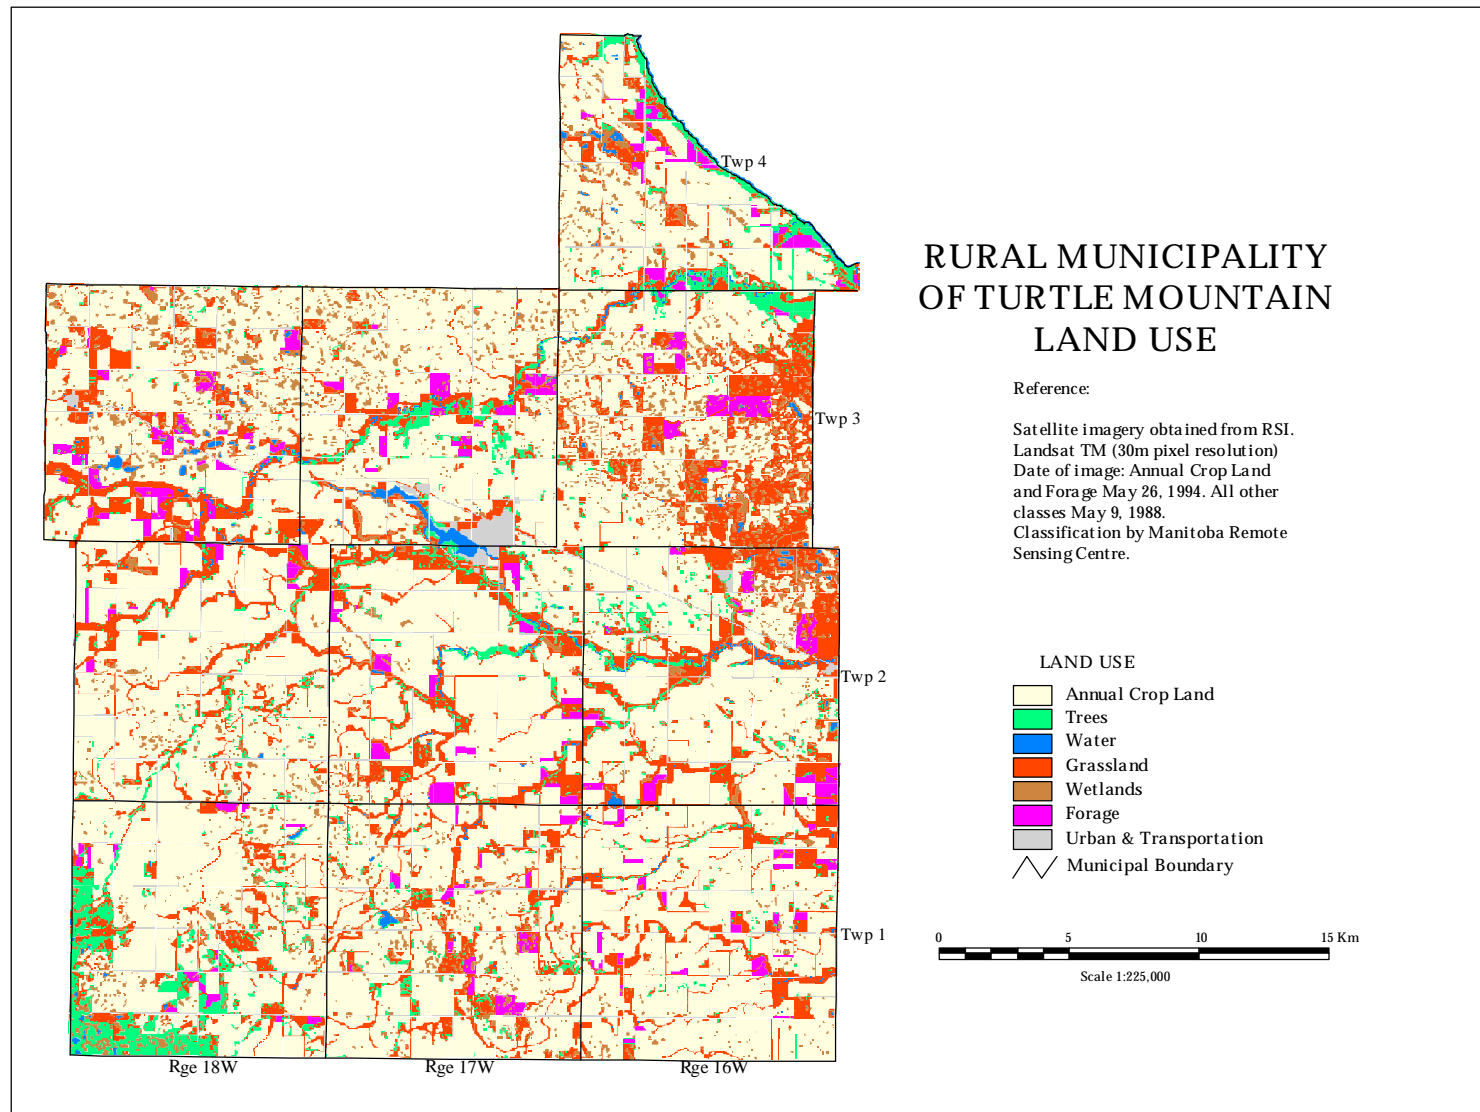 Twp 4
RURAL MUNICIPALITY
OF TURTLE MOUNTAIN
LAND USE
Reference:
Satellite imagery obtained from RSI.
Landsat TM (30m pixel resolution)
Date of image: Annual Crop Land
and Forage May 26, 1994. All other
classes May 9, 1988.
Classification by Manitoba Remote
Sensing Centre.
Twp 3
LAND USE
Annual Crop Land
Trees
Water
Grassland
Wetlands
Forage
Urban & Transportation
Municipal Boundary
Twp 2
Twp 1
0 5 10 15 Km
Scale 1:225,000
Rge 18W Rge 17W Rge 16W